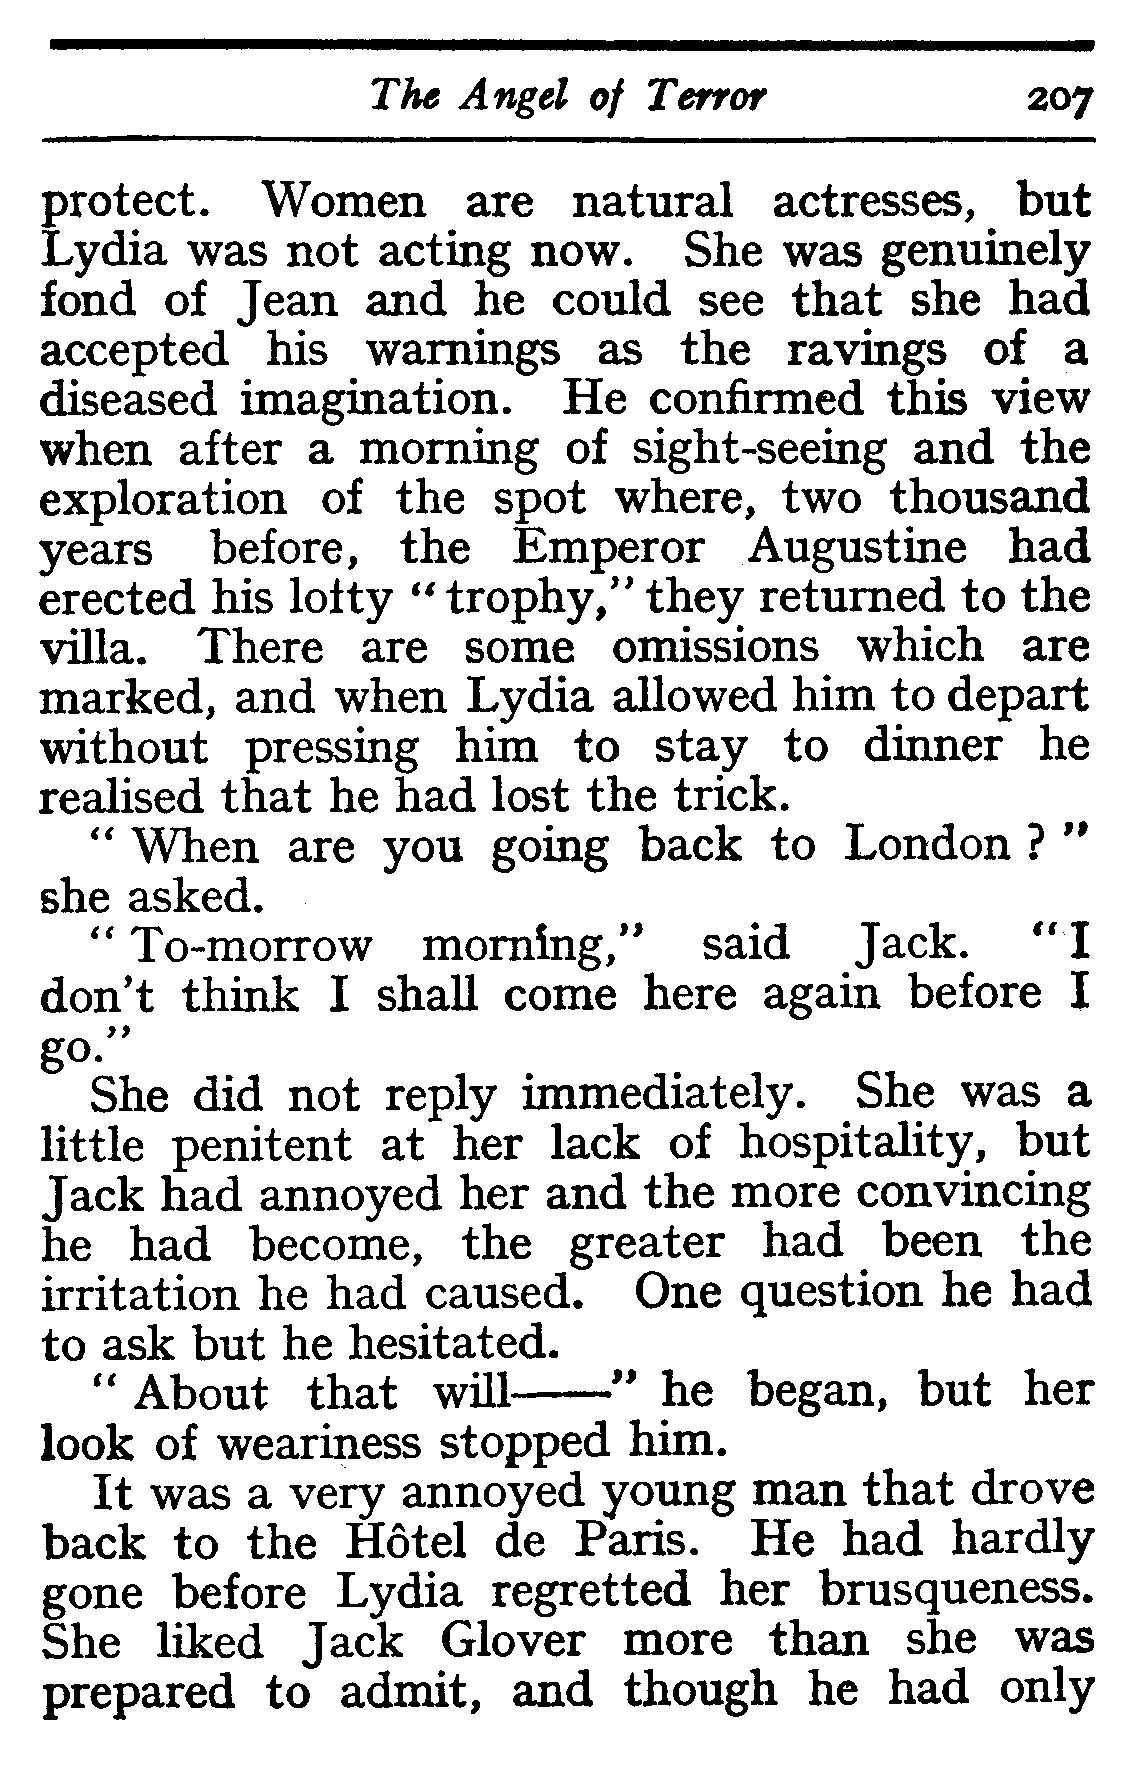 The Angel of Terror 207
protect. Women are natural actresses, but
Lydia was not acting now. She was genuinely
fond of Jean and he could see that she had
accepted his warnings as the ravings of a
diseased imagination. He confirmed this view
when after a morning of sight-seeing and the
exploration of the spot where, two thousand
years before, the Emperor Augustine had
erected his lofty “ trophy,” they returned to the
villa. There are some omissions which are
marked, and when Lydia allowed him to depart
without pressing him to stay to dinner he
realised that he had lost the trick.
“ When are you going back to London ? ”
she asked.
“ To-morrow morning,” said Jack. “ I
don’t think I shall come here again before I
go.”
She did not reply immediately. She was a
little penitent at her lack of hospitality, but
Jack had annoyed her and the more convincing
he had become, the greater had been the
irritation he had caused. One question he had
to ask but he hesitated.
“ About that will——” he began, but her
look of weariness stopped him.
It was a very annoyed young man that drove
back to the Hôtel de Paris. He had hardly
gone before Lydia regretted her brusqueness.
She liked Jack Glover more than she was
prepared to admit, and though he had only